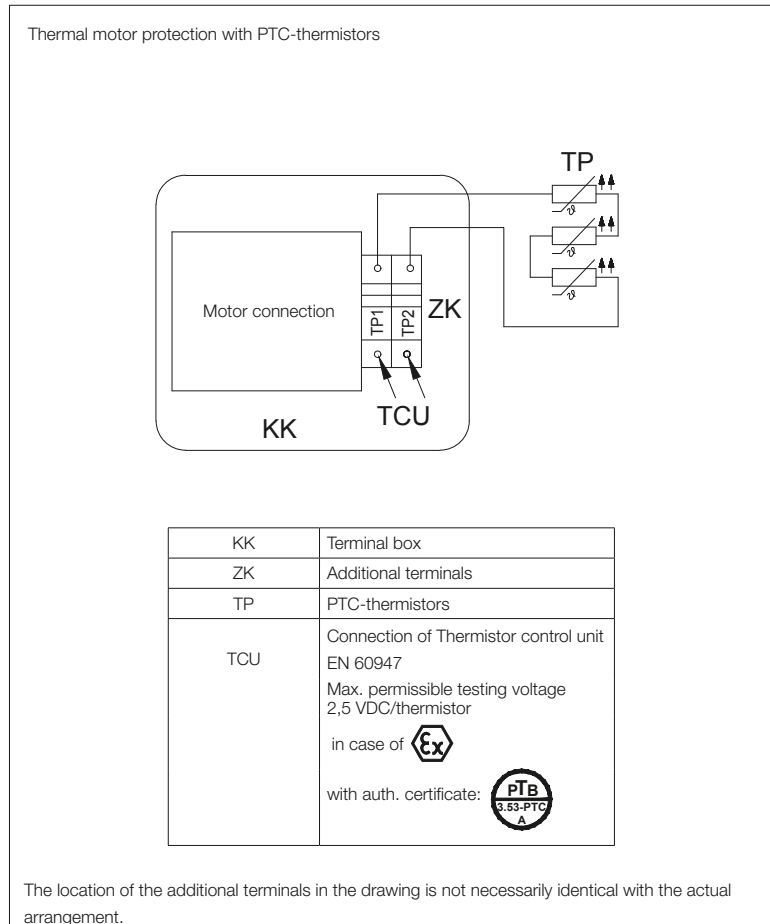 Thermal motor protection with PTC-thermistors
TP
ϑ
ϑ
ϑ
Motor connection
TP1
TP2
ZK
TCU
KK
KK Terminal box
ZK Additional terminals
TP PTC-thermistors
TCU Connection of Thermistor control unit
EN 60947
Max. permissible testing voltage
2,5 VDC/thermistor
in case of Ex
with auth. certificate: PTB
3.53-PTC
A
The location of the additional terminals in the drawing is not necessarily identical with the actual
arrangement.